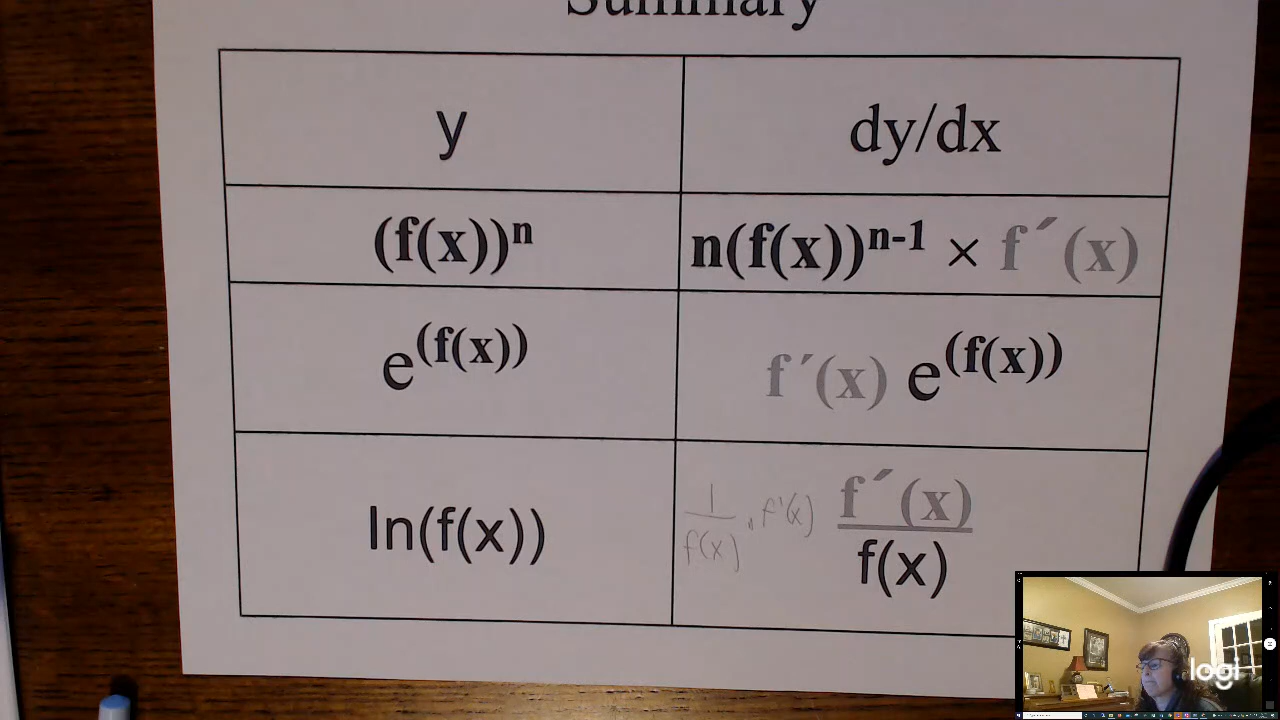 Summary
y
dy/dx
(f(x))ⁿ
n(f(x))ⁿ⁻¹ × f´(x)
e^(f(x))
f´(x) e^(f(x))
ln(f(x))
1/f(x) · f'(x)
f´(x)
f(x)
logi